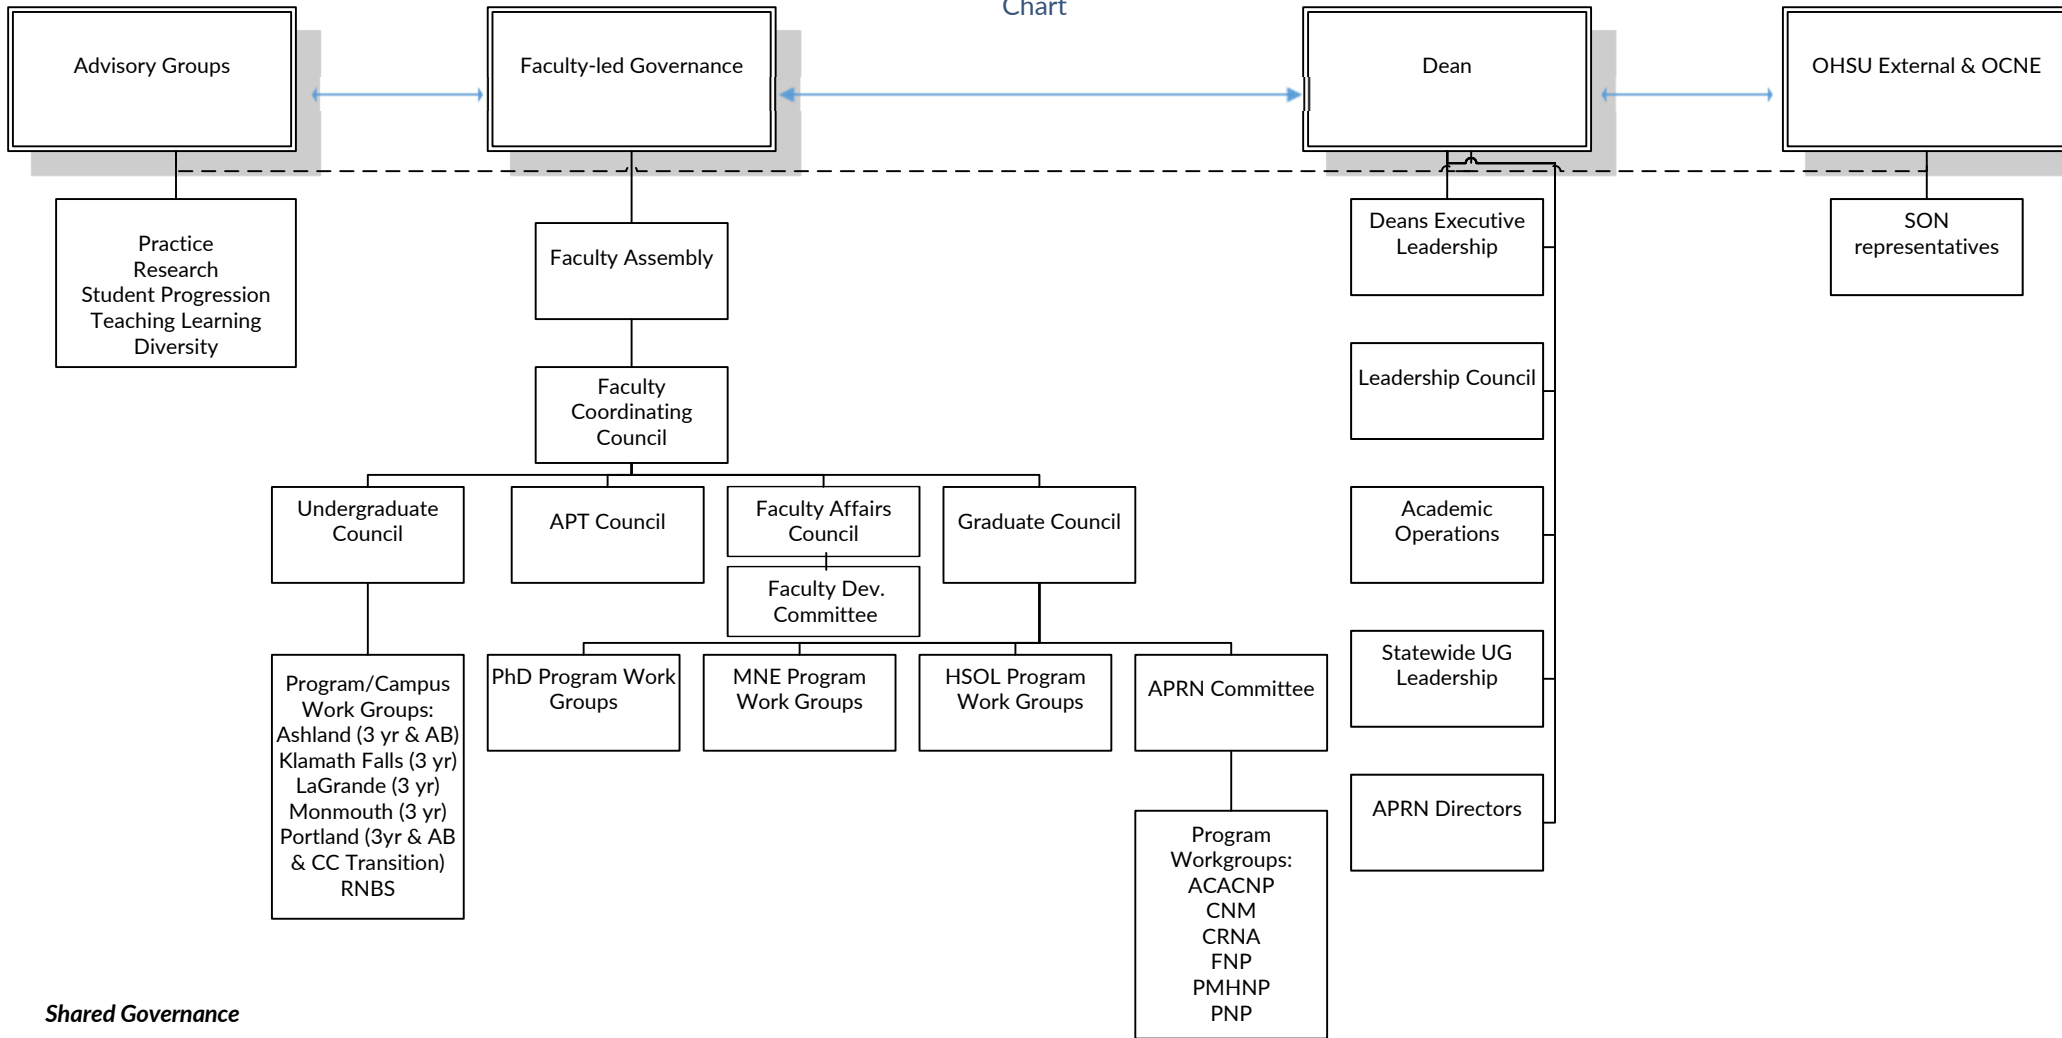 Chart
Advisory Groups
Faculty-led Governance
Dean
OHSU External & OCNE
Practice
Research
Student Progression
Teaching Learning
Diversity
Faculty Assembly
Deans Executive
Leadership
SON
representatives
Faculty
Coordinating
Council
Leadership Council
Undergraduate
Council
APT Council
Faculty Affairs
Council
Graduate Council
Academic
Operations
Faculty Dev.
Committee
Program/Campus
Work Groups:
Ashland (3 yr & AB)
Klamath Falls (3 yr)
LaGrande (3 yr)
Monmouth (3 yr)
Portland (3yr & AB
& CC Transition)
RNBS
PhD Program Work
Groups
MNE Program
Work Groups
HSOL Program
Work Groups
APRN Committee
Statewide UG
Leadership
APRN Directors
Program
Workgroups:
ACACNP
CNM
CRNA
FNP
PMHNP
PNP
Shared Governance